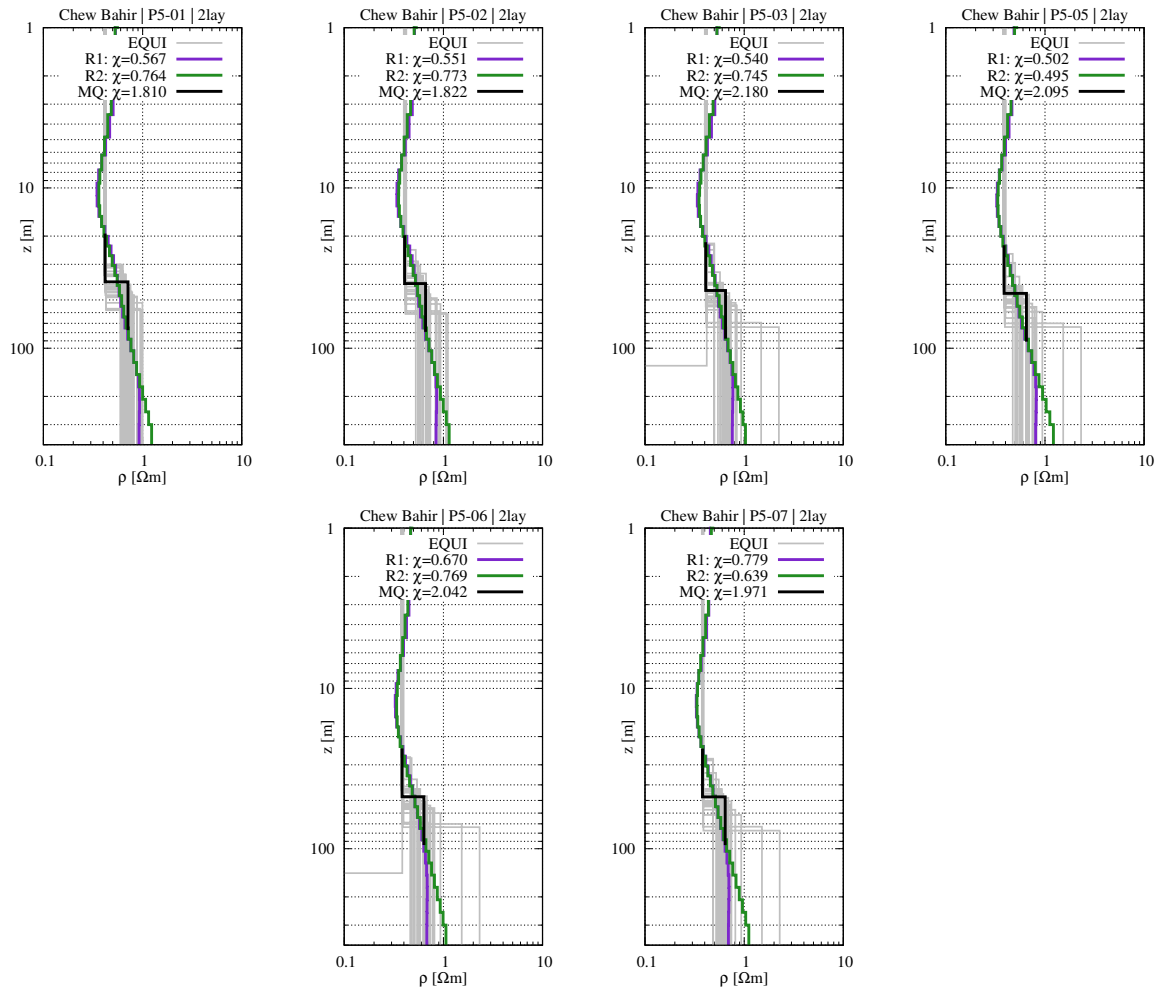 Chew Bahir | P5-01 | 2lay
EQUI
R1: χ=0.567
R2: χ=0.764
MQ: χ=1.810
1
10
100
z [m]
0.1 1 10
ρ [Ωm]
Chew Bahir | P5-02 | 2lay
EQUI
R1: χ=0.551
R2: χ=0.773
MQ: χ=1.822
1
10
100
z [m]
0.1 1 10
ρ [Ωm]
Chew Bahir | P5-03 | 2lay
EQUI
R1: χ=0.540
R2: χ=0.745
MQ: χ=2.180
1
10
100
z [m]
0.1 1 10
ρ [Ωm]
Chew Bahir | P5-05 | 2lay
EQUI
R1: χ=0.502
R2: χ=0.495
MQ: χ=2.095
1
10
100
z [m]
0.1 1 10
ρ [Ωm]
Chew Bahir | P5-06 | 2lay
EQUI
R1: χ=0.670
R2: χ=0.769
MQ: χ=2.042
1
10
100
z [m]
0.1 1 10
ρ [Ωm]
Chew Bahir | P5-07 | 2lay
EQUI
R1: χ=0.779
R2: χ=0.639
MQ: χ=1.971
1
10
100
z [m]
0.1 1 10
ρ [Ωm]